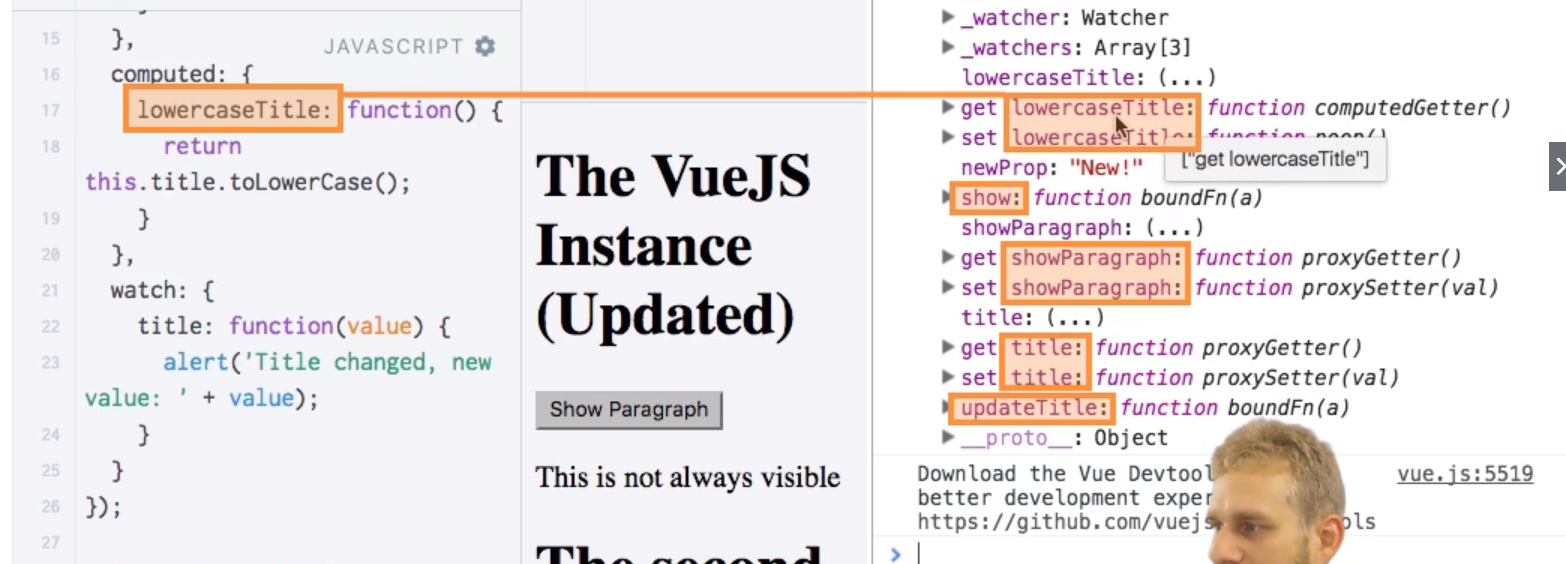 15 },
JAVASCRIPT
16 computed: {
17 lowercaseTitle: function() {
18 return
this.title.toLowerCase();
19 }
20 },
21 watch: {
22 title: function(value) {
23 alert('Title changed, new
value: ' + value);
24 }
25 }
26 });
27
The VueJS
Instance
(Updated)
Show Paragraph
This is not always visible
The second
_watcher: Watcher
_watchers: Array[3]
lowercaseTitle: (...)
get lowercaseTitle: function computedGetter()
set lowercaseTitle: function noop()
["get lowercaseTitle"]
newProp: "New!"
show: function boundFn(a)
showParagraph: (...)
get showParagraph: function proxyGetter()
set showParagraph: function proxySetter(val)
title: (...)
get title: function proxyGetter()
set title: function proxySetter(val)
updateTitle: function boundFn(a)
__proto__: Object
Download the Vue Devtool
vue.js:5519
better development exper
https://github.com/vuejs ols